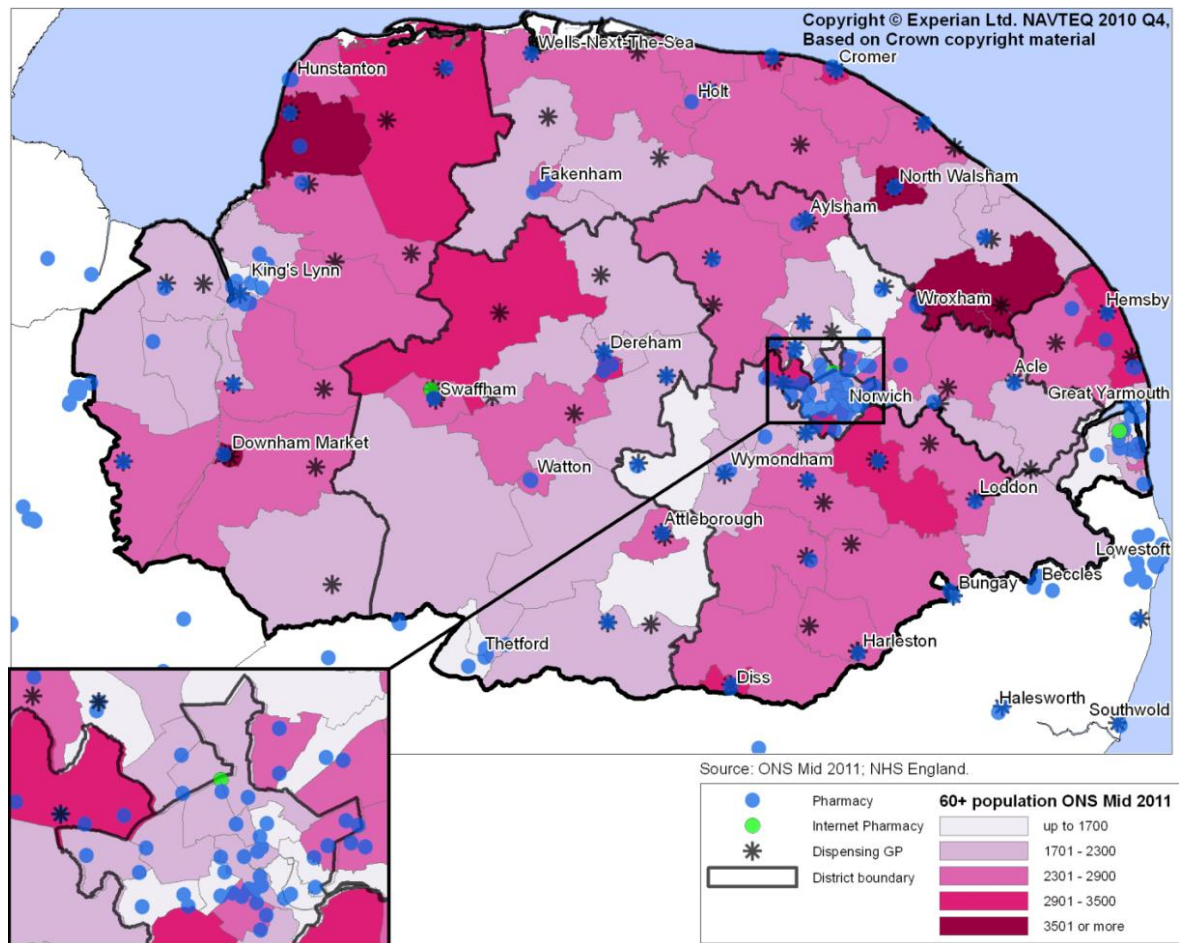 Copyright © Experian Ltd. NAVTEQ 2010 Q4,
Based on Crown copyright material
Wells-Next-The-Sea
Cromer
Hunstanton
Holt
Fakenham
North Walsham
Aylsham
King's Lynn
Wroxham
Hemsby
Dereham
Acle
Swaffham
Norwich
Great Yarmouth
Downham Market
Watton
Wymondham
Loddon
Attleborough
Lowestoft
Bungay
Beccles
Thetford
Harleston
Diss
Halesworth
Southwold
Source: ONS Mid 2011; NHS England.
Pharmacy
Internet Pharmacy
Dispensing GP
District boundary
60+ population ONS Mid 2011
up to 1700
1701 - 2300
2301 - 2900
2901 - 3500
3501 or more